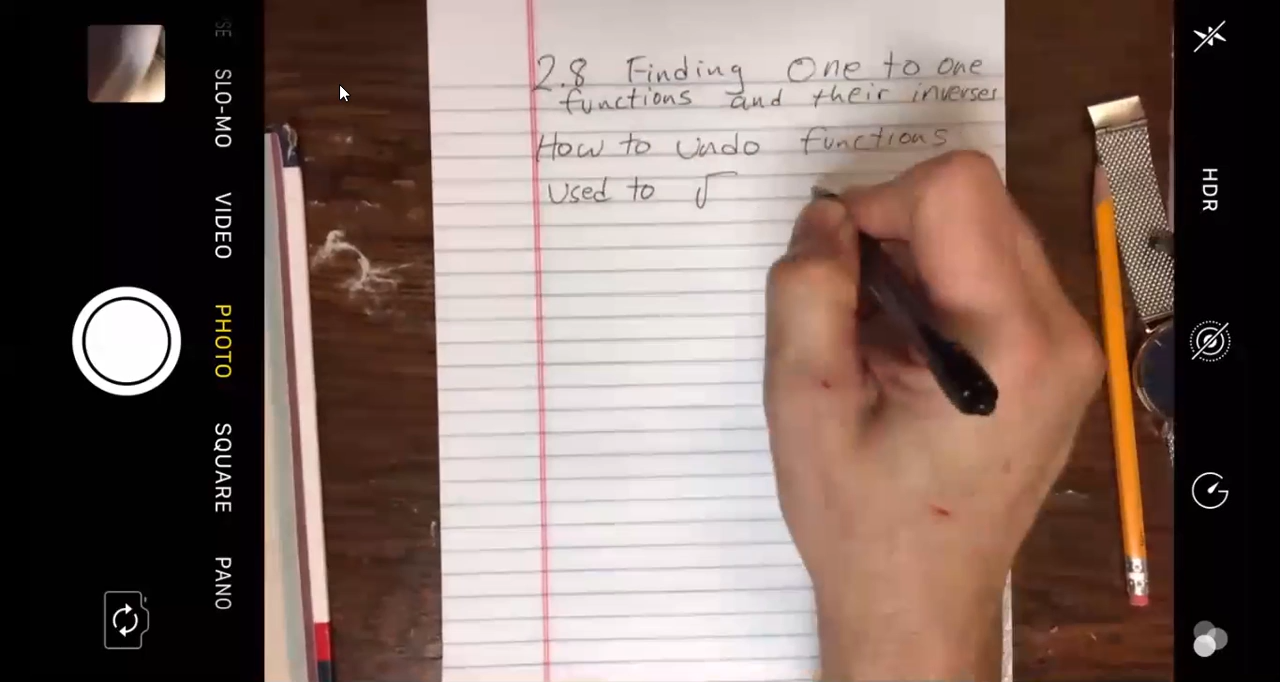 SE
SLO-MO
VIDEO
PHOTO
SQUARE
PANO
2.8 Finding One to one
functions and their inverses
How to undo functions
Used to √
HDR